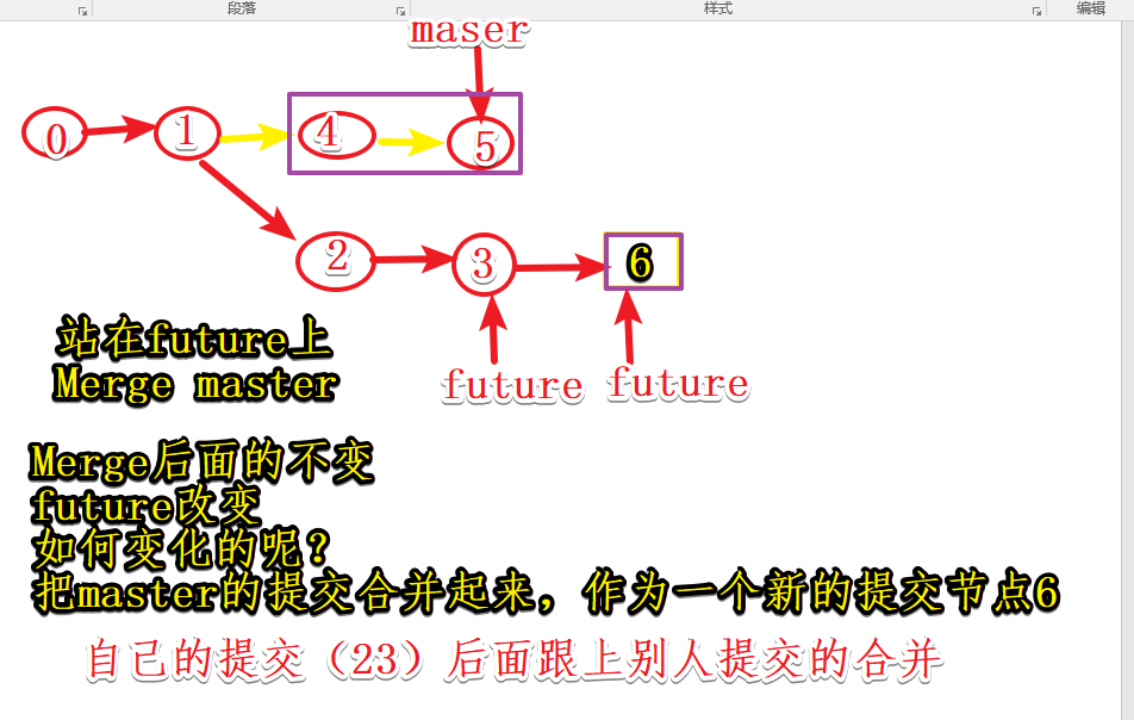 段落
样式
编辑
maser
0
1
4
5
2
3
6
站在future上
Merge master
future
future
Merge后面的不变
future改变
如何变化的呢？
把master的提交合并起来，作为一个新的提交节点6
自己的提交（23）后面跟上别人提交的合并